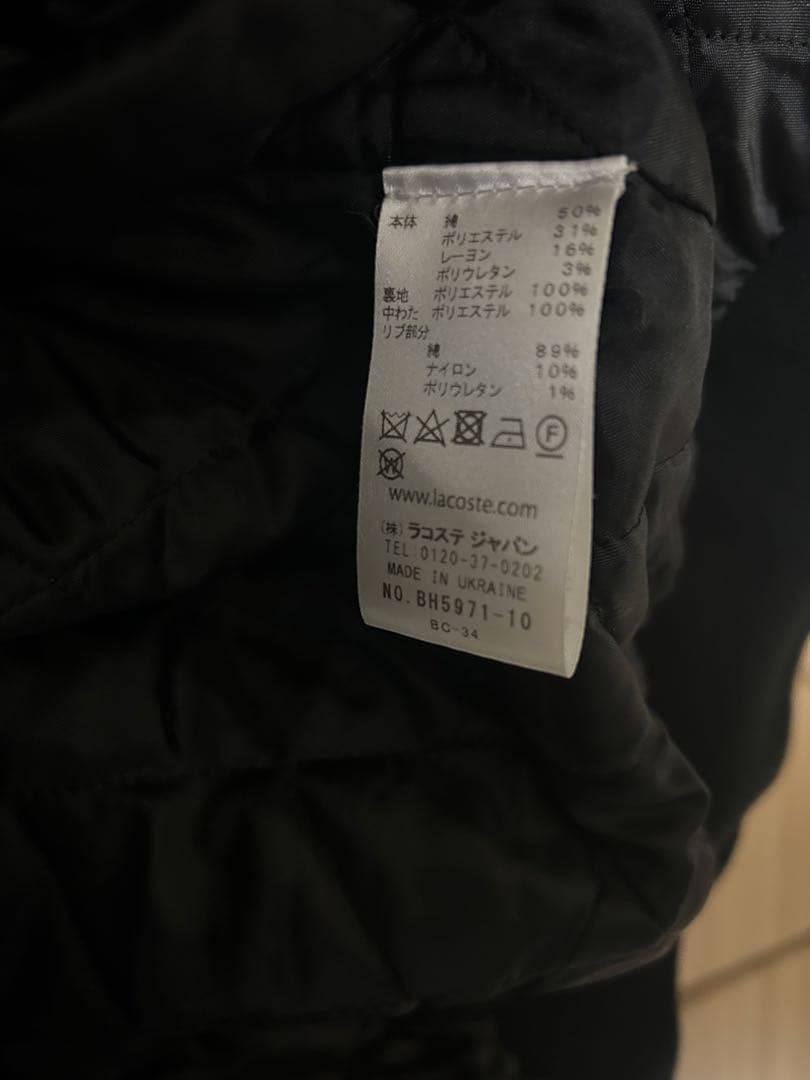 本体 綿 50%
ポリエステル 31%
レーヨン 16%
ポリウレタン 3%
裏地 ポリエステル 100%
中わた ポリエステル 100%
リブ部分
綿 89%
ナイロン 10%
ポリウレタン 1%
F
W
www.lacoste.com
(株) ラコステ ジャパン
TEL:0120-37-0202
MADE IN UKRAINE
NO. BH5971-10
BC-34